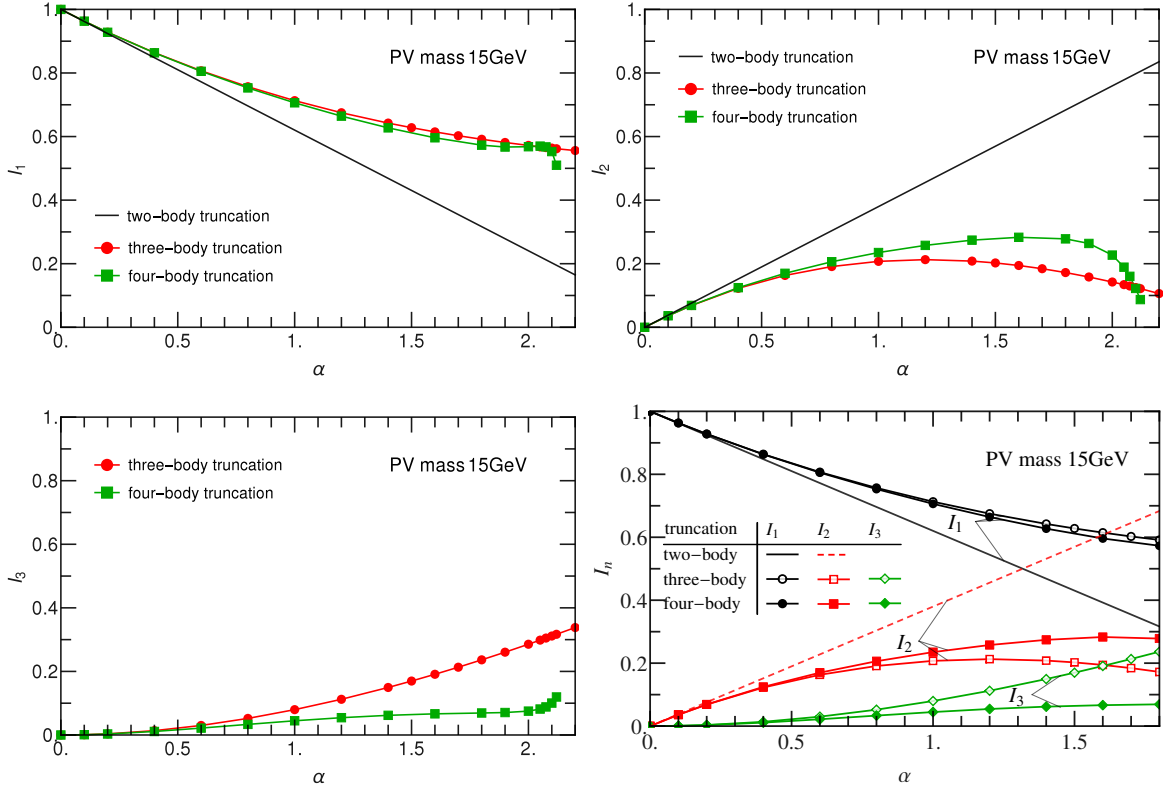 1.
0.8
0.6
0.4
0.2
0.
I1
PV mass 15GeV
two−body truncation
three−body truncation
four−body truncation
0.
0.5
1.
1.5
2.
α
1.
0.8
0.6
0.4
0.2
0.
I2
PV mass 15GeV
two−body truncation
three−body truncation
four−body truncation
0.
0.5
1.
1.5
2.
α
1.
0.8
0.6
0.4
0.2
0.
I3
PV mass 15GeV
three−body truncation
four−body truncation
0.
0.5
1.
1.5
2.
α
1.
0.8
0.6
0.4
0.2
0.
In
PV mass 15GeV
truncation I1 I2 I3
two−body
three−body
four−body
I1
I2
I3
0.
0.5
1.
1.5
α